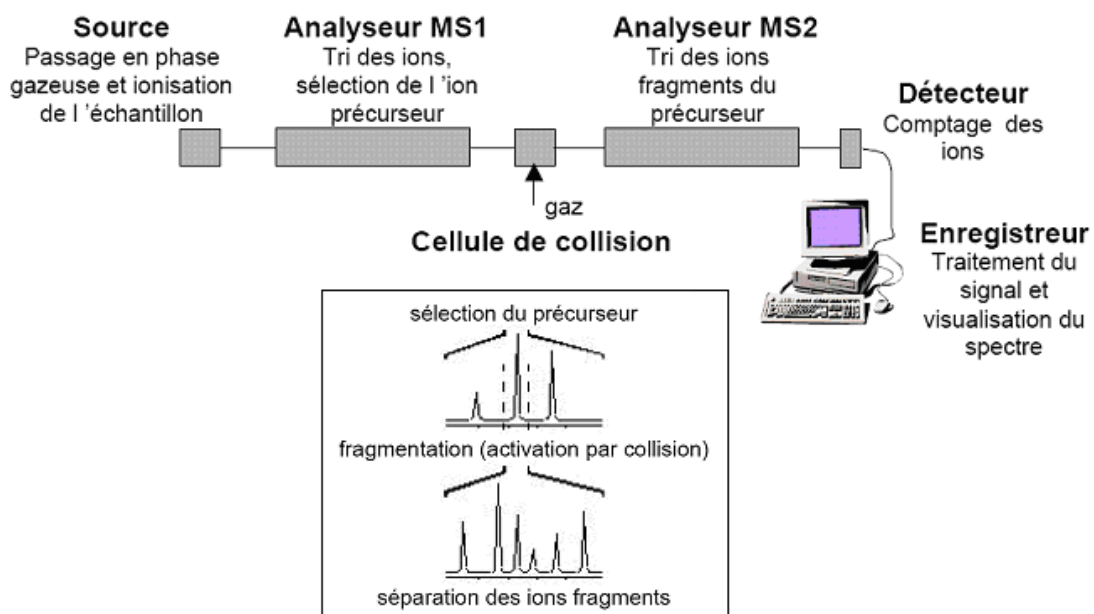 Source
Passage en phase
gazeuse et ionisation
de l 'échantillon
Analyseur MS1
Tri des ions,
sélection de l 'ion
précurseur
Analyseur MS2
Tri des ions
fragments du
précurseur
Détecteur
Comptage des
ions
gaz
Cellule de collision
Enregistreur
Traitement du
signal et
visualisation du
spectre
sélection du précurseur
fragmentation (activation par collision)
séparation des ions fragments